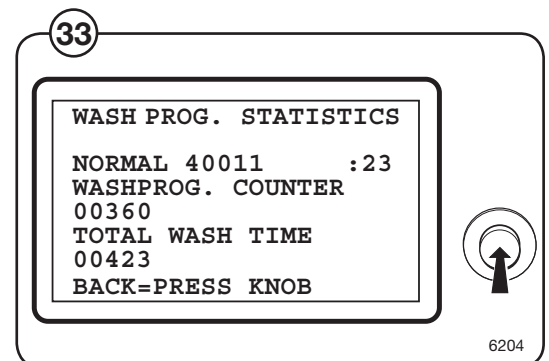 33
WASH PROG. STATISTICS
NORMAL 40011 :23
WASHPROG. COUNTER
00360
TOTAL WASH TIME
00423
BACK=PRESS KNOB
6204